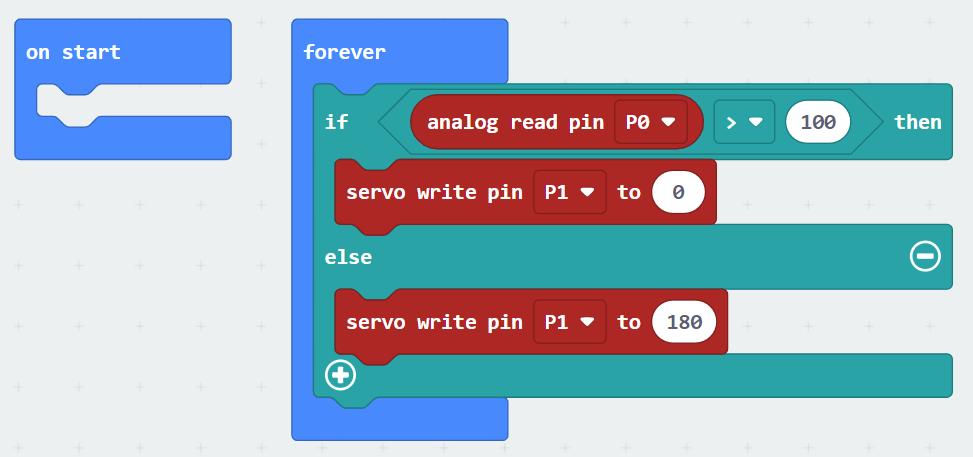 on start
forever
if analog read pin P0 > 100 then
servo write pin P1 to 0
else
servo write pin P1 to 180